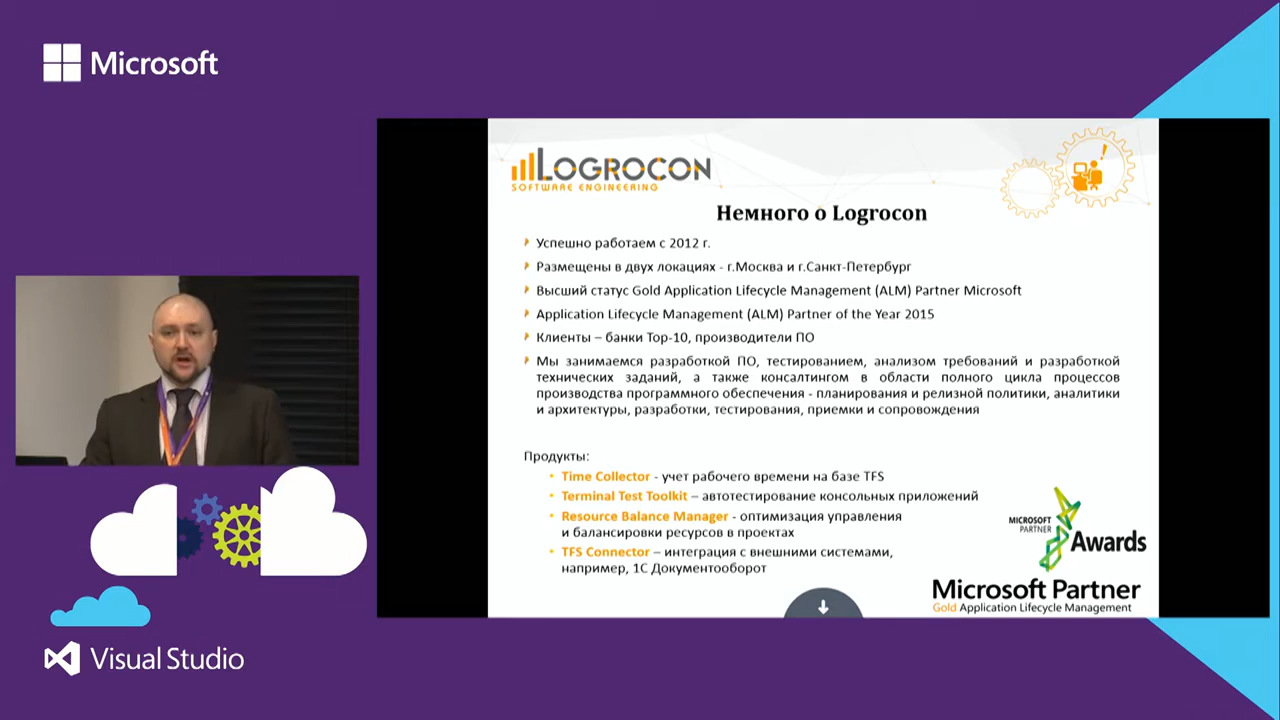 Microsoft
LOGROCON
SOFTWARE ENGINEERING
Немного о Logrocon
Успешно работаем с 2012 г.
Размещены в двух локациях - г.Москва и г.Санкт-Петербург
Высший статус Gold Application Lifecycle Management (ALM) Partner Microsoft
Application Lifecycle Management (ALM) Partner of the Year 2015
Клиенты – банки Top-10, производители ПО
Мы занимаемся разработкой ПО, тестированием, анализом требований и разработкой
технических заданий, а также консалтингом в области полного цикла процессов
производства программного обеспечения - планирования и релизной политики, аналитики
и архитектуры, разработки, тестирования, приемки и сопровождения
Продукты:
Time Collector - учет рабочего времени на базе TFS
Terminal Test Toolkit – автотестирование консольных приложений
Resource Balance Manager - оптимизация управления
и балансировки ресурсов в проектах
TFS Connector – интеграция с внешними системами,
например, 1С Документооборот
MICROSOFT
PARTNER
Awards
Microsoft Partner
Gold Application Lifecycle Management
Visual Studio